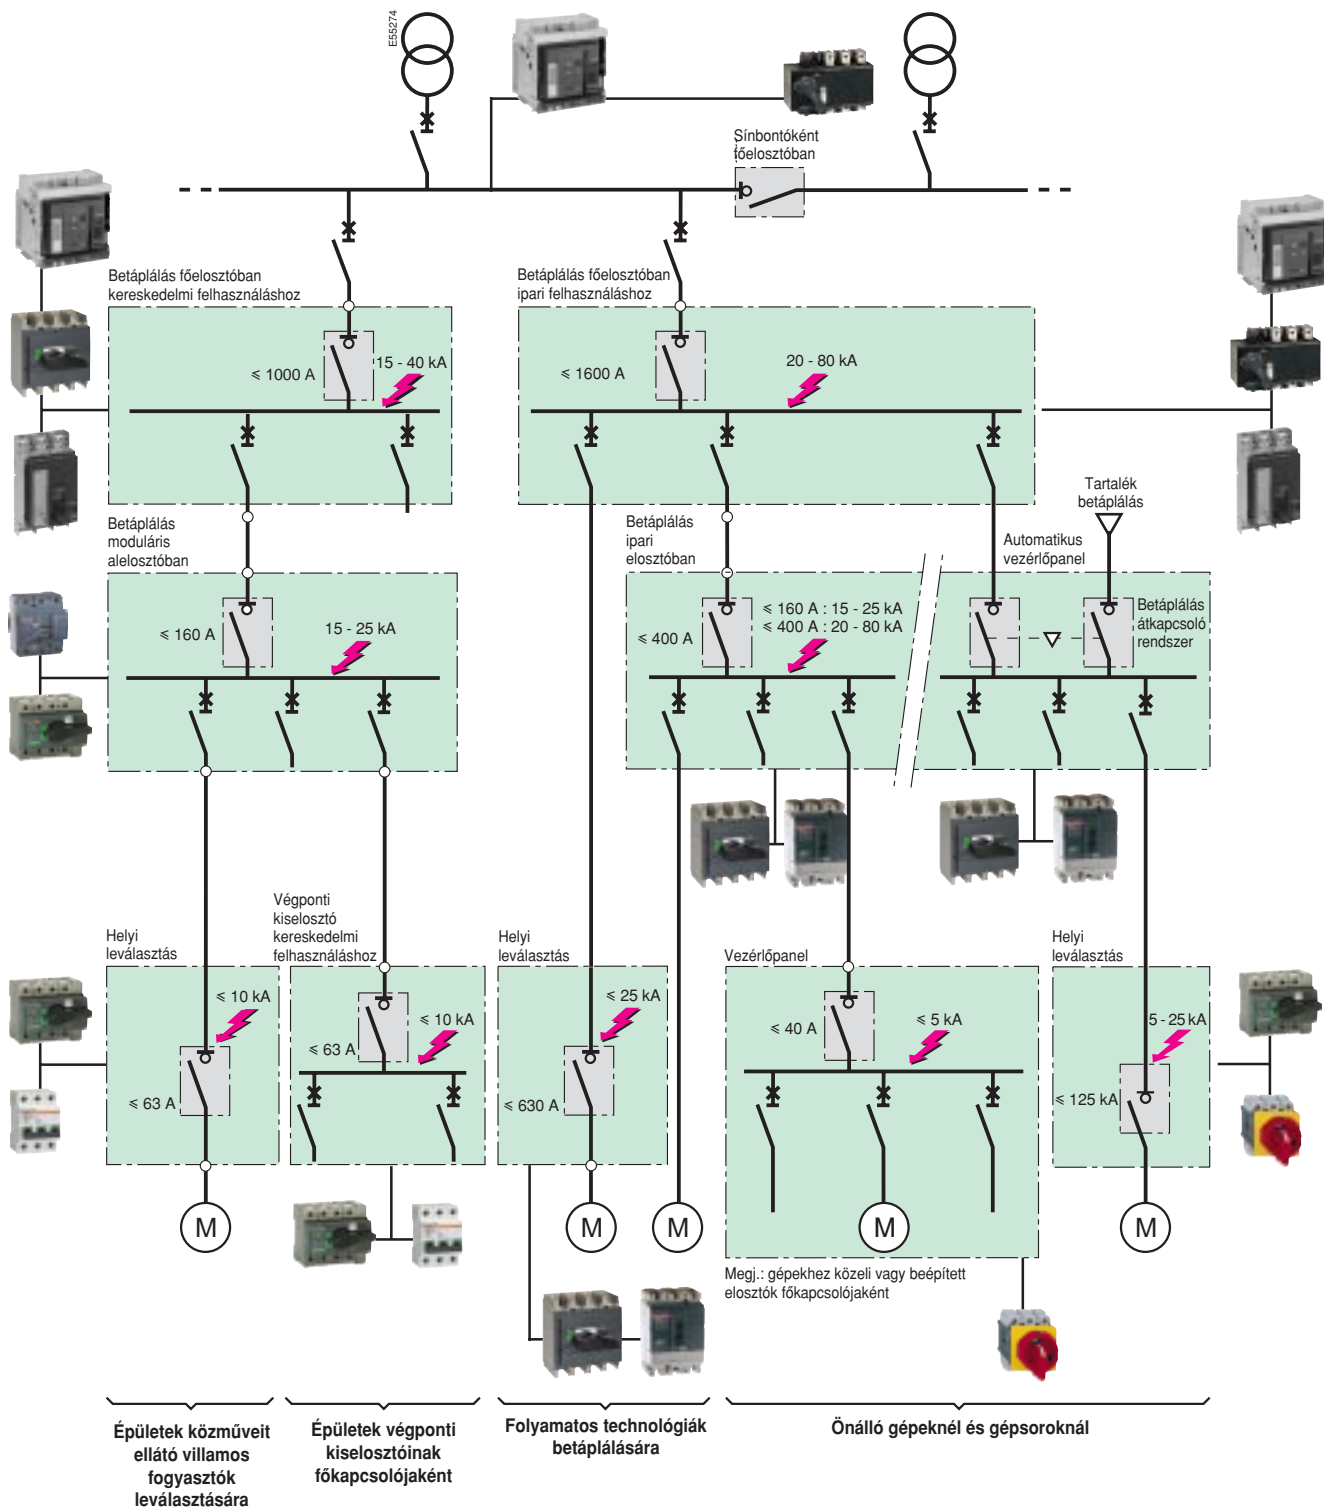 E55274
Sínbontóként
főelosztóban
Betáplálás főelosztóban
kereskedelmi felhasználáshoz
Betáplálás főelosztóban
ipari felhasználáshoz
⩽ 1000 A
15 - 40 kA
⩽ 1600 A
20 - 80 kA
Betáplálás
moduláris
alelosztóban
Betáplálás
ipari
elosztóban
Automatikus
vezérlőpanel
Tartalék
betáplálás
⩽ 160 A
15 - 25 kA
⩽ 400 A
⩽ 160 A : 15 - 25 kA
⩽ 400 A : 20 - 80 kA
Betáplálás
átkapcsoló
rendszer
Helyi
leválasztás
Végponti
kiselosztó
kereskedelmi
felhasználáshoz
Helyi
leválasztás
Vezérlőpanel
Helyi
leválasztás
⩽ 10 kA
⩽ 63 A
⩽ 10 kA
⩽ 63 A
⩽ 25 kA
⩽ 630 A
⩽ 40 A
⩽ 5 kA
5 - 25 kA
⩽ 125 kA
M
M
M
M
M
Megj.: gépekhez közeli vagy beépített
elosztók főkapcsolójaként
Épületek közműveit
ellátó villamos
fogyasztók
leválasztására
Épületek végponti
kiselosztóinak
főkapcsolójaként
Folyamatos technológiák
betáplálására
Önálló gépeknél és gépsoroknál